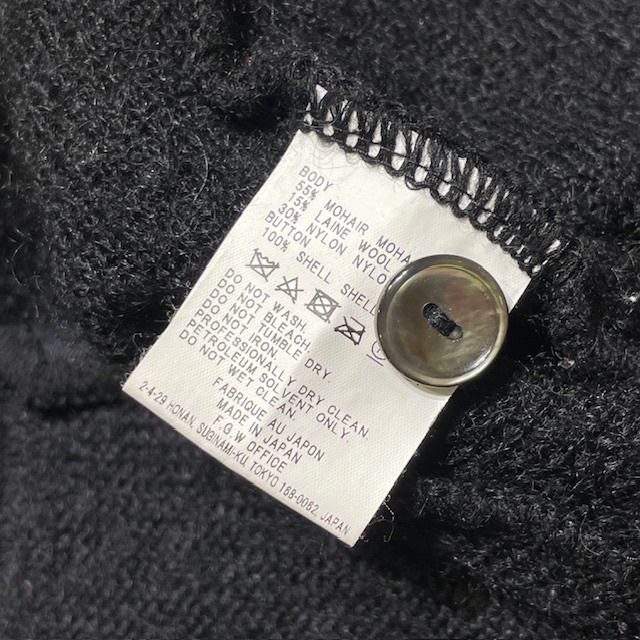 BODY
55% MOHAIR MOHA
15% LAINE WOOL
30% NYLON NYLO
BUTTON
100% SHELL SHELL
DO NOT WASH.
DO NOT BLEACH.
DO NOT TUMBLE DRY.
PRO NOT IRON.
PROFESSIONALLY DRY CLEAN.
PETROLEUM SOLVENT ONLY.
DO NOT WET CLEAN.
FABRIQUE AU JAPON
MADE IN JAPAN
F.G.W OFFICE
2-4-29 HONAN, SUGINAMI-KU, TOKYO 168-0062 JAPAN